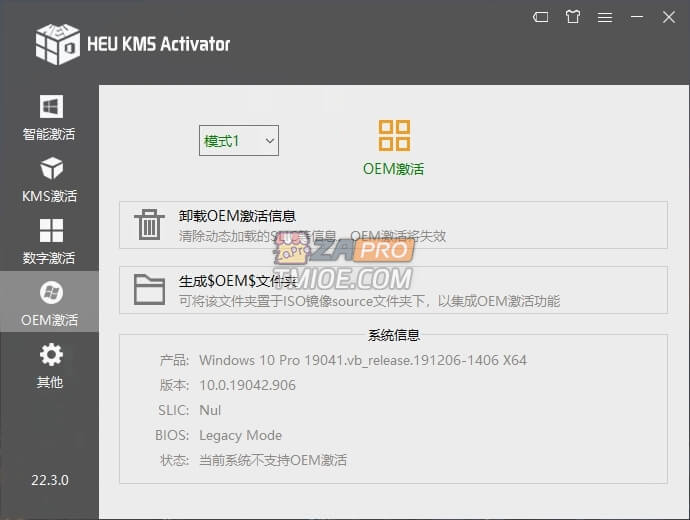 HEU KMS Activator
智能激活
KMS激活
数字激活
OEM激活
其他
22.3.0
模式1
OEM激活
卸载OEM激活信息
清除动态加载的SLIC等信息，OEM激活将失效
ZAPRO
TMIOE.COM
生成$OEM$文件夹
可将该文件夹置于ISO镜像source文件夹下，以集成OEM激活功能
系统信息
产品: Windows 10 Pro 19041.vb_release.191206-1406 X64
版本: 10.0.19042.906
SLIC: Nul
BIOS: Legacy Mode
状态: 当前系统不支持OEM激活